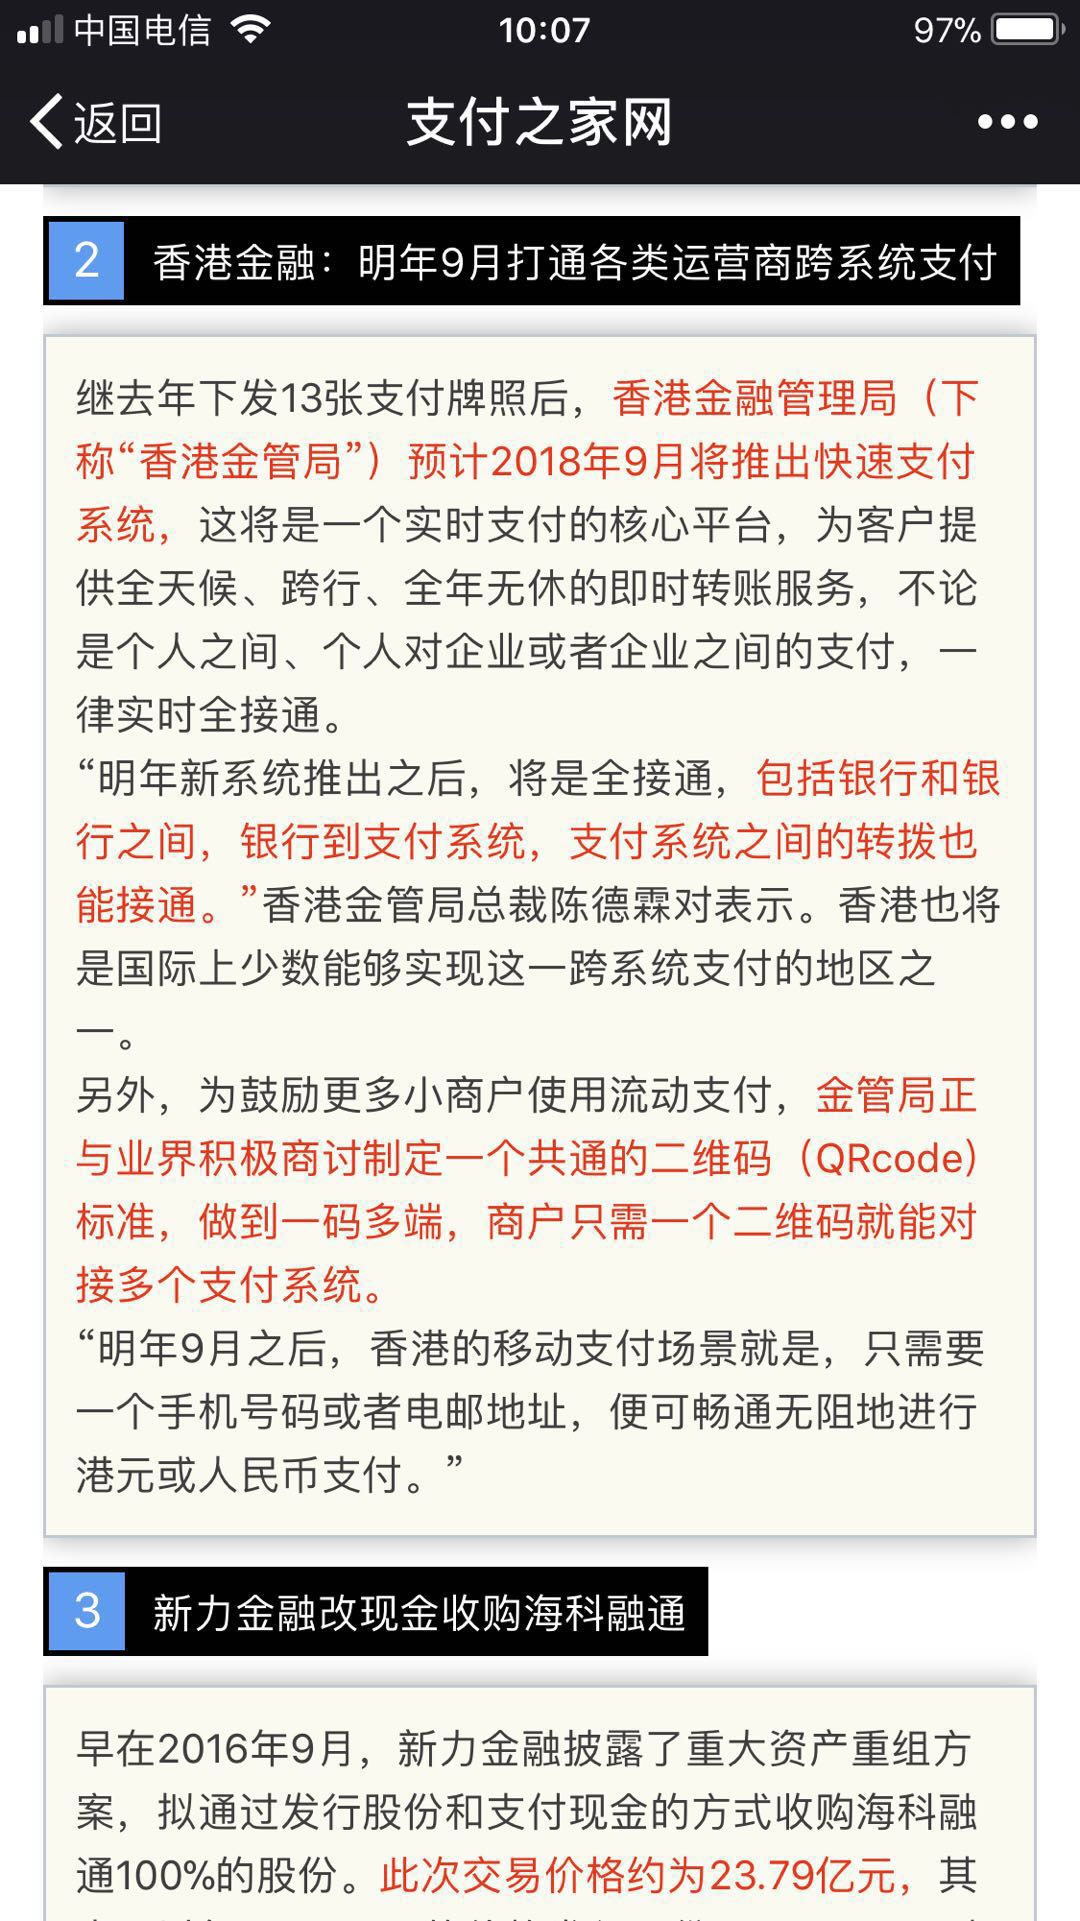 中国电信 10:07 97%
返回 支付之家网
2 香港金融：明年9月打通各类运营商跨系统支付
继去年下发13张支付牌照后，香港金融管理局（下
称“香港金管局”）预计2018年9月将推出快速支付
系统，这将是一个实时支付的核心平台，为客户提
供全天候、跨行、全年无休的即时转账服务，不论
是个人之间、个人对企业或者企业之间的支付，一
律实时全接通。
“明年新系统推出之后，将是全接通，包括银行和银
行之间，银行到支付系统，支付系统之间的转拨也
能接通。”香港金管局总裁陈德霖对表示。香港也将
是国际上少数能够实现这一跨系统支付的地区之
一。
另外，为鼓励更多小商户使用流动支付，金管局正
与业界积极商讨制定一个共通的二维码（QRcode）
标准，做到一码多端，商户只需一个二维码就能对
接多个支付系统。
“明年9月之后，香港的移动支付场景就是，只需要
一个手机号码或者电邮地址，便可畅通无阻地进行
港元或人民币支付。”
3 新力金融改现金收购海科融通
早在2016年9月，新力金融披露了重大资产重组方
案，拟通过发行股份和支付现金的方式收购海科融
通100%的股份。此次交易价格约为23.79亿元，其